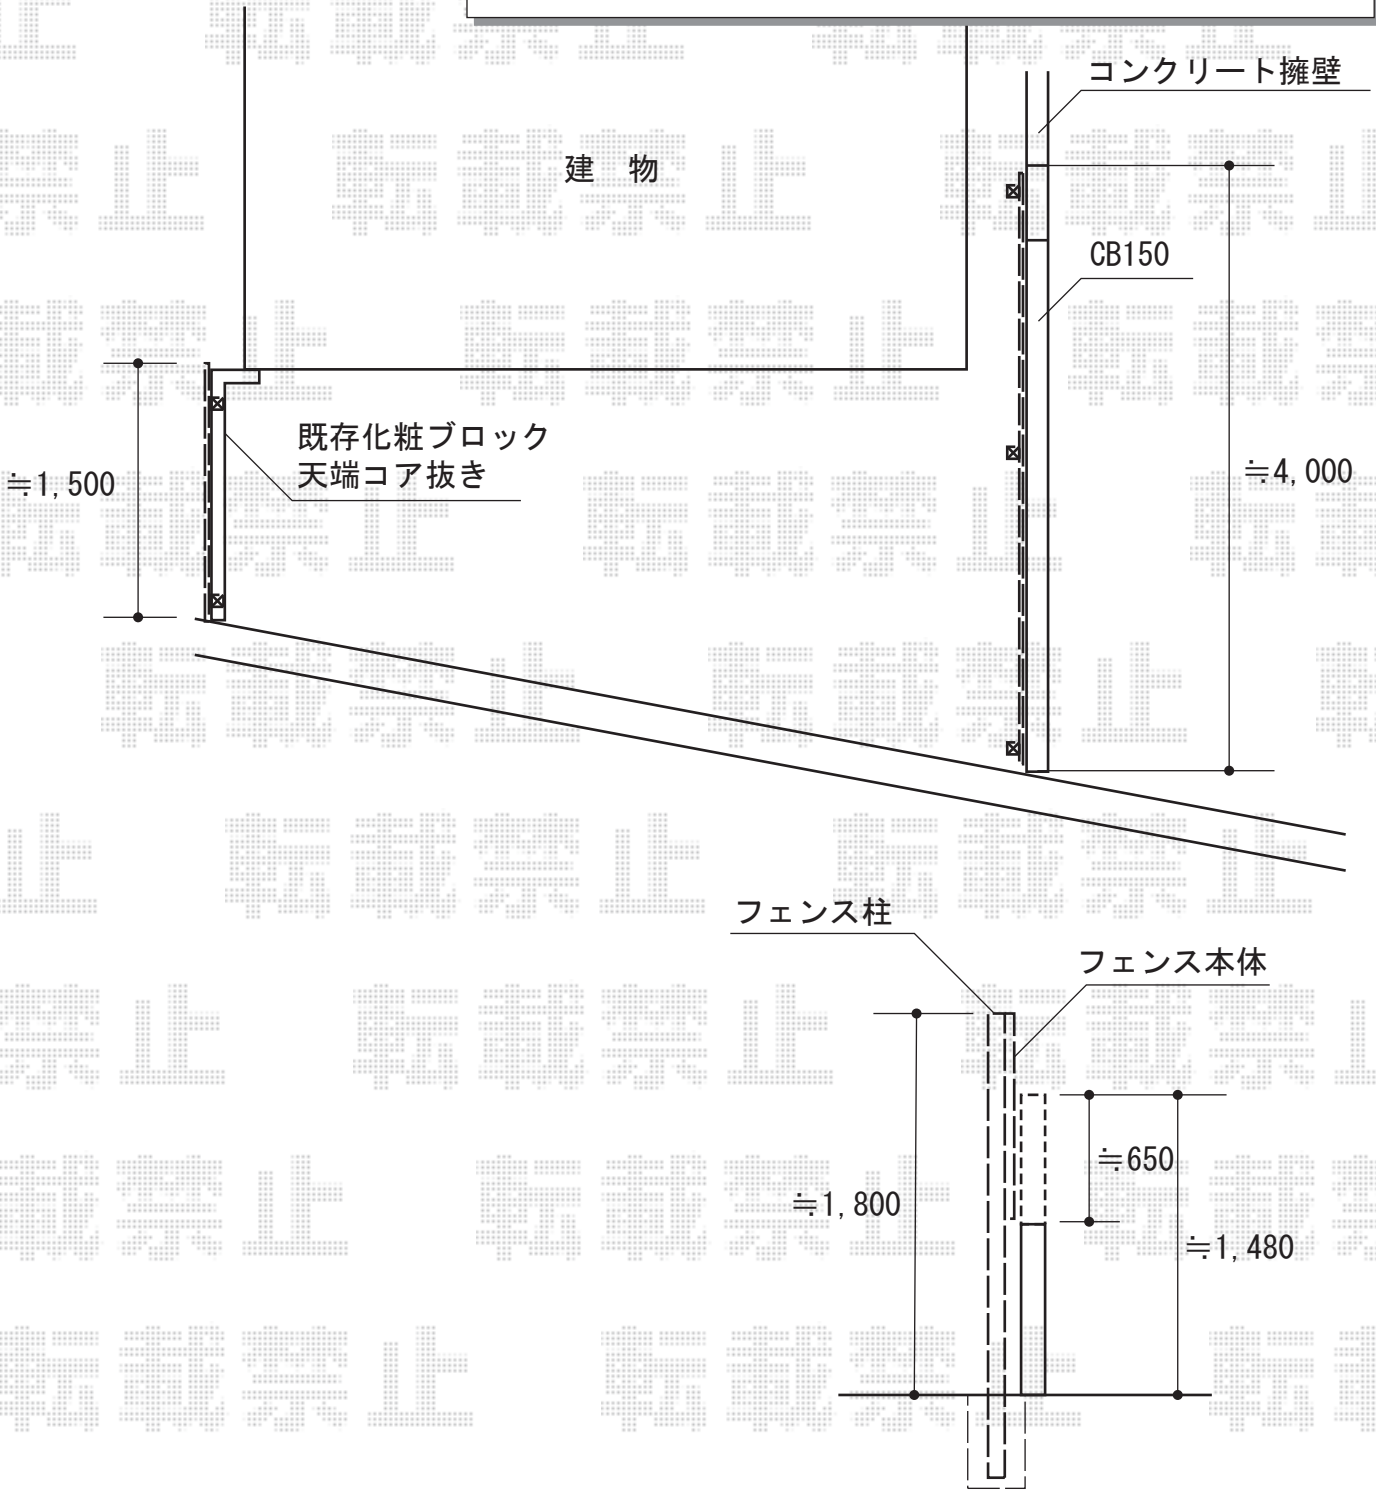 コンクリート擁壁
建　物
CB150
既存化粧ブロック
天端コア抜き
≒1,500
≒4,000
フェンス柱
フェンス本体
≒650
≒1,800
≒1,480
転載禁止